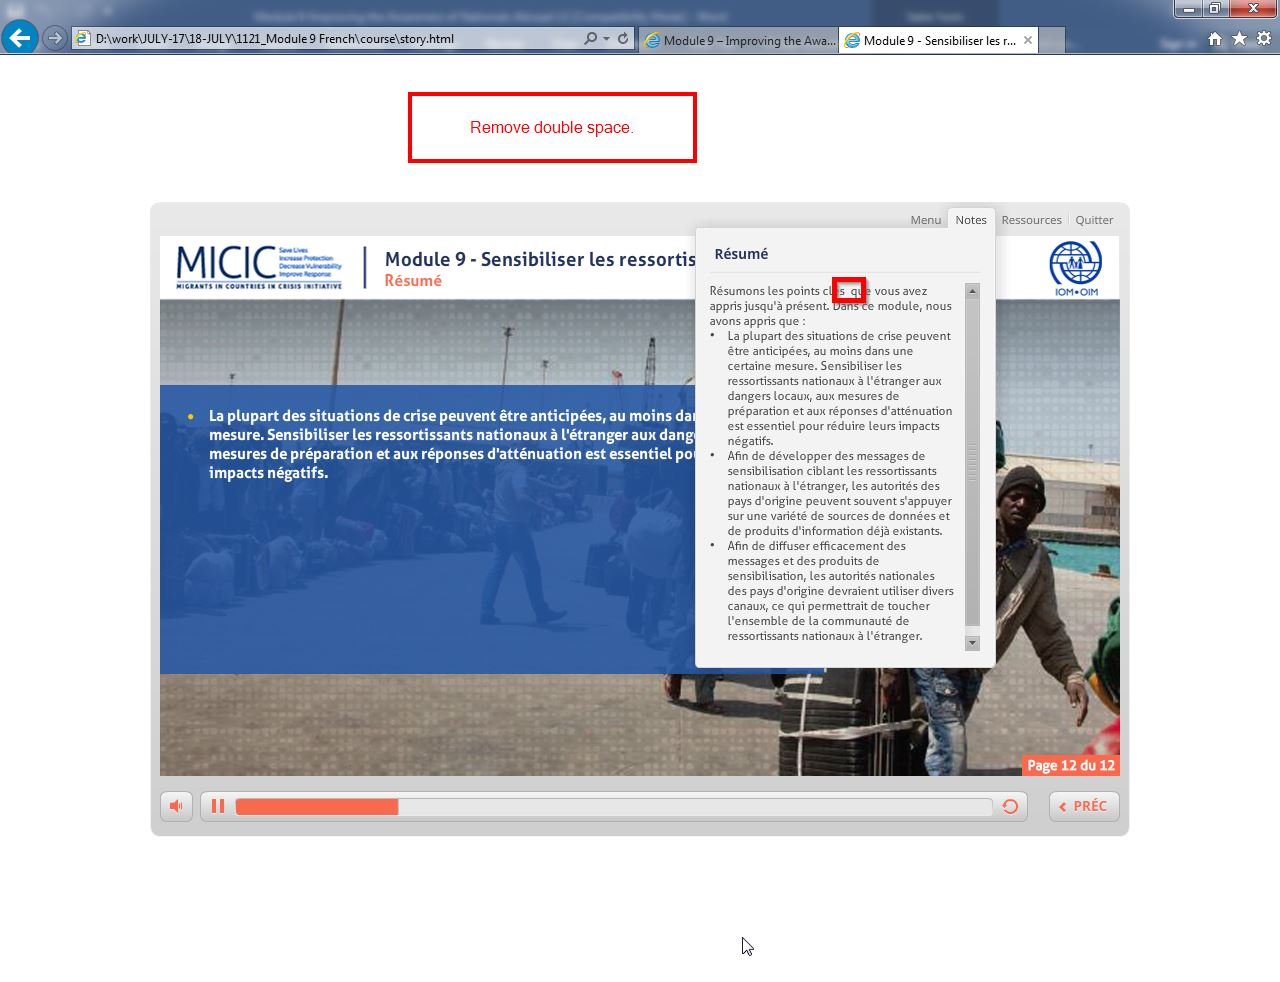 D:\work\JULY-17\18-JULY\1121_Module 9 French\course\story.html
Module 9 – Improving the Awa...
Module 9 - Sensibiliser les r...
Remove double space.
Menu
Notes
Ressources
Quitter
MICIC
Save Lives
Increase Protection
Decrease Vulnerability
Improve Response
MIGRANTS IN COUNTRIES IN CRISIS INITIATIVE
Module 9 - Sensibiliser les ressortis
Résumé
IOM•OIM
Résumé
Résumons les points clés  que vous avez
appris jusqu'à présent. Dans ce module, nous
avons appris que :
• La plupart des situations de crise peuvent
être anticipées, au moins dans une
certaine mesure. Sensibiliser les
ressortissants nationaux à l'étranger aux
dangers locaux, aux mesures de
préparation et aux réponses d'atténuation
est essentiel pour réduire leurs impacts
négatifs.
• Afin de développer des messages de
sensibilisation ciblant les ressortissants
nationaux à l'étranger, les autorités des
pays d'origine peuvent souvent s'appuyer
sur une variété de sources de données et
de produits d'information déjà existants.
• Afin de diffuser efficacement des
messages et des produits de
sensibilisation, les autorités nationales
des pays d'origine devraient utiliser divers
canaux, ce qui permettrait de toucher
l'ensemble de la communauté de
ressortissants nationaux à l'étranger.
• La plupart des situations de crise peuvent être anticipées, au moins dan
mesure. Sensibiliser les ressortissants nationaux à l'étranger aux dang
mesures de préparation et aux réponses d'atténuation est essentiel pou
impacts négatifs.
Page 12 du 12
PRÉC